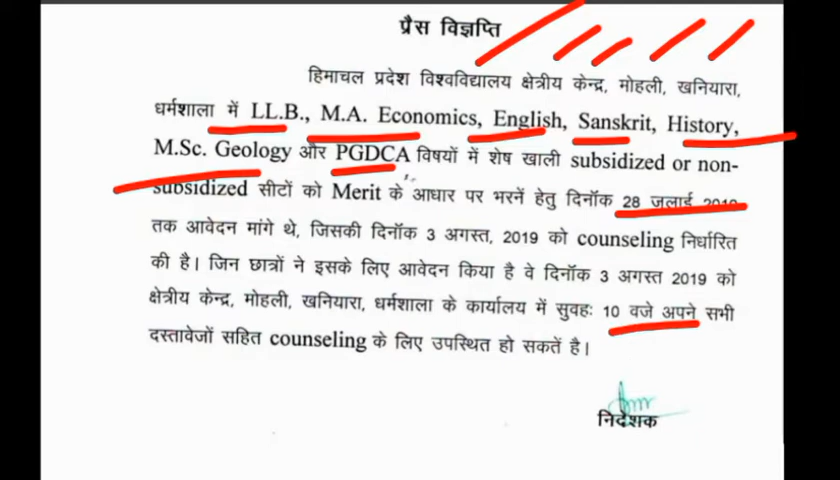 प्रैस विज्ञप्ति
हिमाचल प्रदेश विश्वविद्यालय क्षेत्रीय केन्द्र, मोहली, खनियारा,
धर्मशाला में LL.B., M.A. Economics, English, Sanskrit, History,
M.Sc. Geology और PGDCA विषयों में शेष खाली subsidized or non-
subsidized सीटों को Merit के आधार पर भरनें हेतु दिनाँक 28 जुलाई 2019
तक आवेदन मांगे थे, जिसकी दिनाँक 3 अगस्त, 2019 को counseling निर्धारित
की है। जिन छात्रों ने इसके लिए आवेदन किया है वे दिनाँक 3 अगस्त 2019 को
क्षेत्रीय केन्द्र, मोहली, खनियारा, धर्मशाला के कार्यालय में सुवहः 10 वजे अपने सभी
दस्तावेजों सहित counseling के लिए उपस्थित हो सकतें है।
निदेशक